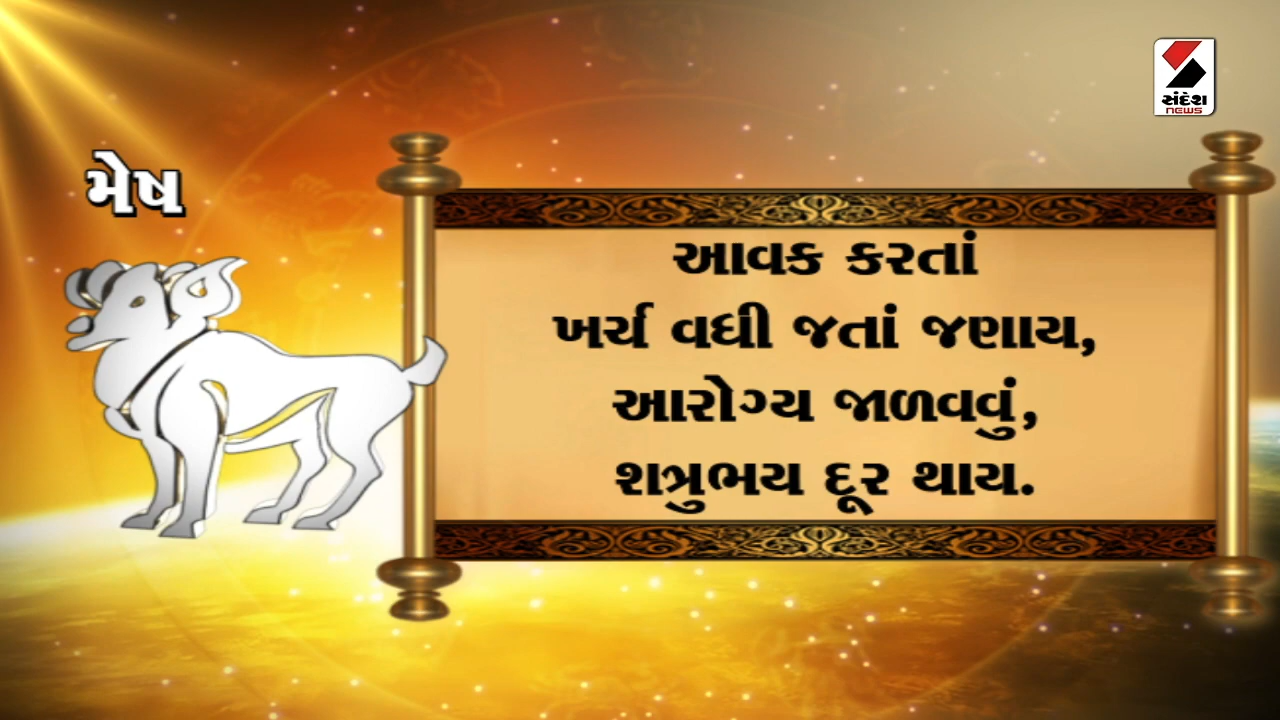 સંદેશ
NEWS
મેષ
આવક કરતાં
ખર્ચ વધી જતાં જણાય,
આરોગ્ય જાળવવું,
શત્રુભય દૂર થાય.